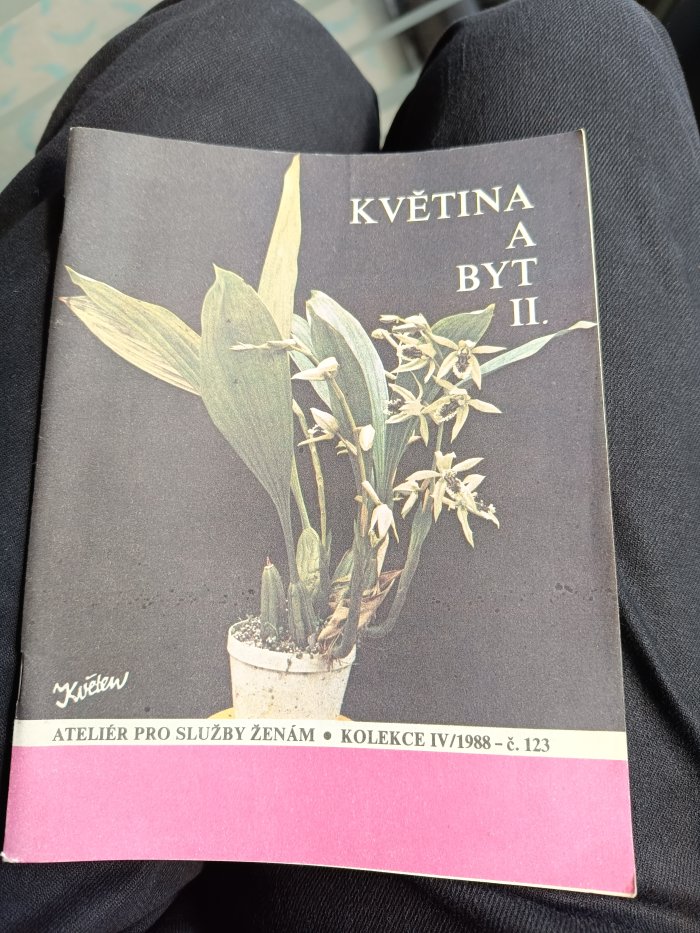 KVĚTINA
A
BYT
II.
Květen
ATELIÉR PRO SLUŽBY ŽENÁM • KOLEKCE IV/1988 – č. 123